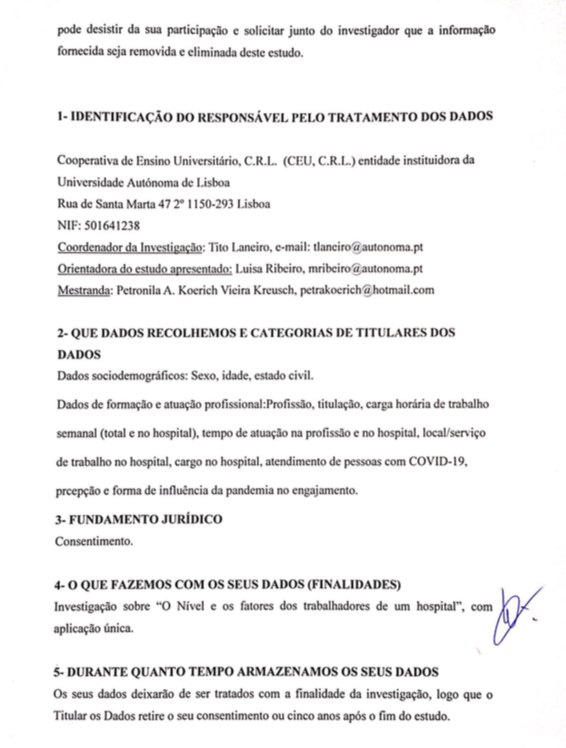 pode desistir da sua participação e solicitar junto do investigador que a informação
fornecida seja removida e eliminada deste estudo.
1- IDENTIFICAÇÃO DO RESPONSÁVEL PELO TRATAMENTO DOS DADOS
Cooperativa de Ensino Universitário, C.R.L. (CEU, C.R.L.) entidade instituidora da
Universidade Autónoma de Lisboa
Rua de Santa Marta 47 2º 1150-293 Lisboa
NIF: 501641238
Coordenador da Investigação: Tito Laneiro, e-mail: tlaneiro@autonoma.pt
Orientadora do estudo apresentado: Luisa Ribeiro, mribeiro@autonoma.pt
Mestranda: Petronila A. Koerich Vieira Kreusch, petrakoerich@hotmail.com
2- QUE DADOS RECOLHEMOS E CATEGORIAS DE TITULARES DOS
DADOS
Dados sociodemográficos: Sexo, idade, estado civil.
Dados de formação e atuação profissional:Profissão, titulação, carga horária de trabalho
semanal (total e no hospital), tempo de atuação na profissão e no hospital, local/serviço
de trabalho no hospital, cargo no hospital, atendimento de pessoas com COVID-19,
prcepção e forma de influência da pandemia no engajamento.
3- FUNDAMENTO JURÍDICO
Consentimento.
4- O QUE FAZEMOS COM OS SEUS DADOS (FINALIDADES)
Investigação sobre “O Nível e os fatores dos trabalhadores de um hospital”, com
aplicação única.
5- DURANTE QUANTO TEMPO ARMAZENAMOS OS SEUS DADOS
Os seus dados deixarão de ser tratados com a finalidade da investigação, logo que o
Titular os Dados retire o seu consentimento ou cinco anos após o fim do estudo.